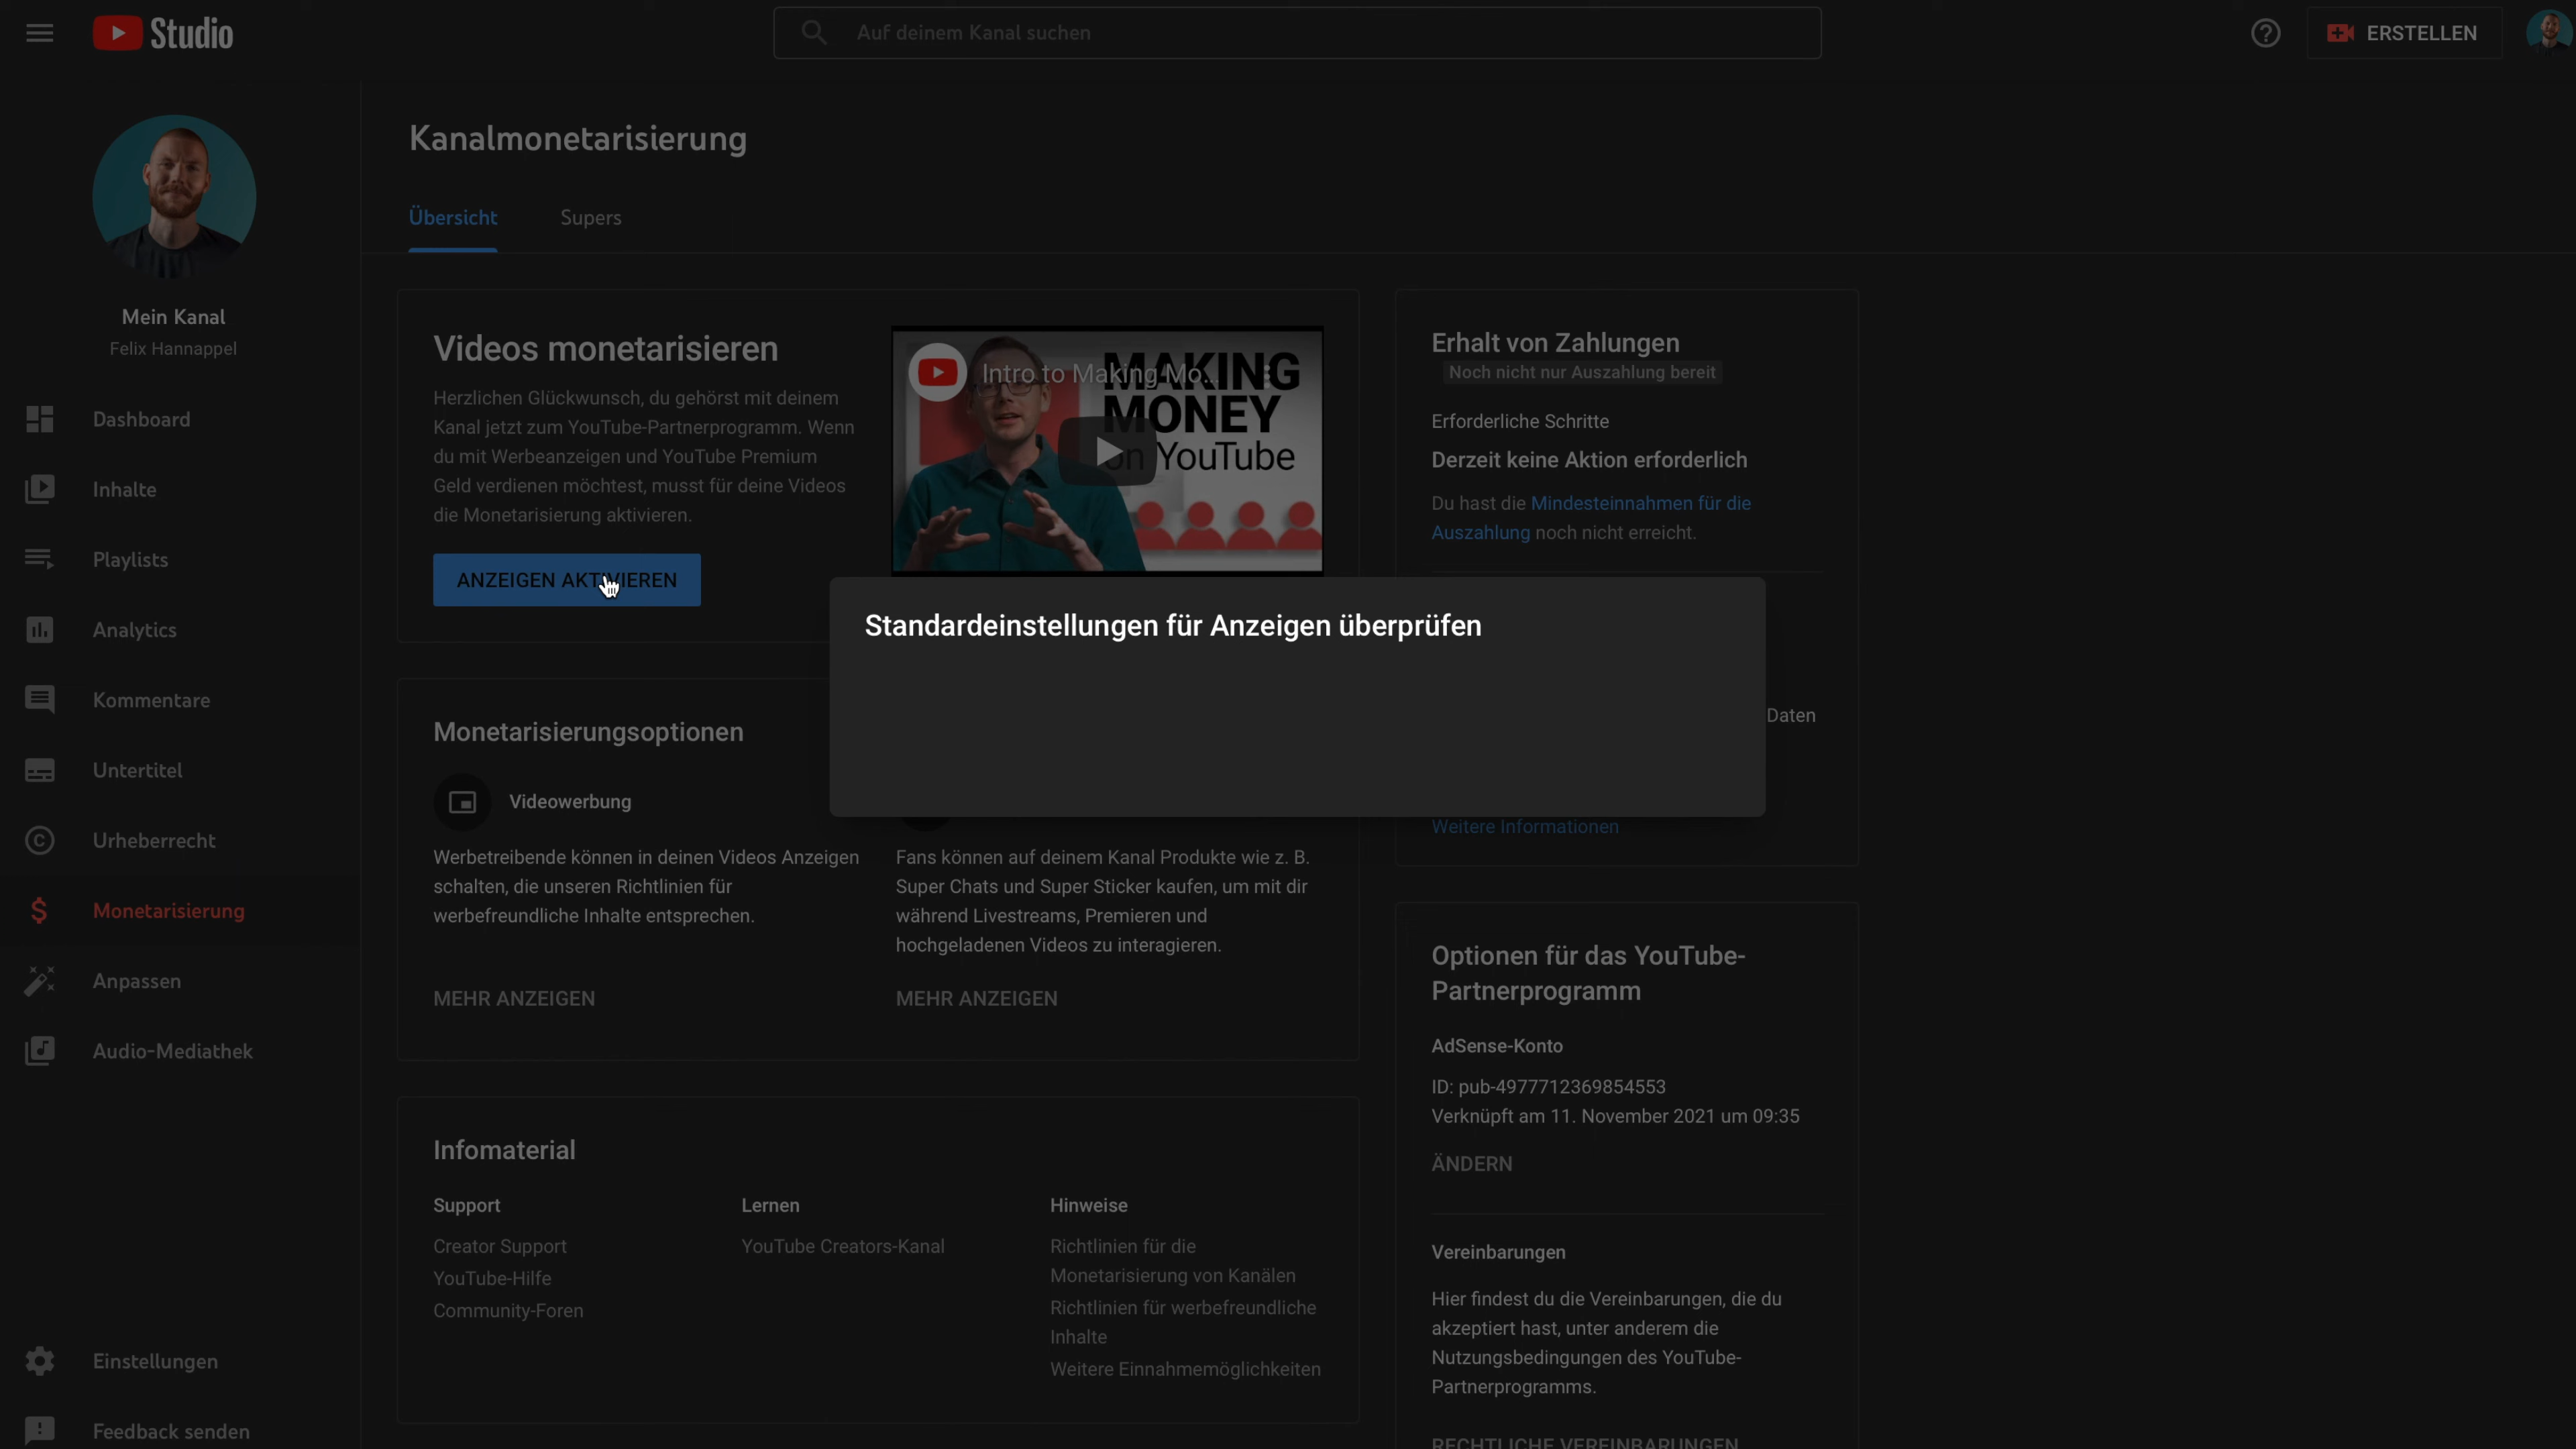 Studio
Auf deinem Kanal suchen
ERSTELLEN
Mein Kanal
Felix Hannappel
Dashboard
Inhalte
Playlists
Analytics
Kommentare
Untertitel
Urheberrecht
Monetarisierung
Anpassen
Audio-Mediathek
Einstellungen
Feedback senden
Kanalmonetarisierung
Übersicht
Supers
Videos monetarisieren
Herzlichen Glückwunsch, du gehörst mit deinem
Kanal jetzt zum YouTube-Partnerprogramm. Wenn
du mit Werbeanzeigen und YouTube Premium
Geld verdienen möchtest, musst für deine Videos
die Monetarisierung aktivieren.
ANZEIGEN AKTIVIEREN
Intro to Making Mo...
MAKING
MONEY
on YouTube
Standardeinstellungen für Anzeigen überprüfen
Monetarisierungsoptionen
Videowerbung
Werbetreibende können in deinen Videos Anzeigen
schalten, die unseren Richtlinien für
werbefreundliche Inhalte entsprechen.
MEHR ANZEIGEN
Fans können auf deinem Kanal Produkte wie z. B.
Super Chats und Super Sticker kaufen, um mit dir
während Livestreams, Premieren und
hochgeladenen Videos zu interagieren.
MEHR ANZEIGEN
Infomaterial
Support
Creator Support
YouTube-Hilfe
Community-Foren
Lernen
YouTube Creators-Kanal
Hinweise
Richtlinien für die
Monetarisierung von Kanälen
Richtlinien für werbefreundliche
Inhalte
Weitere Einnahmemöglichkeiten
Erhalt von Zahlungen
Noch nicht nur Auszahlung bereit
Erforderliche Schritte
Derzeit keine Aktion erforderlich
Du hast die Mindesteinnahmen für die
Auszahlung noch nicht erreicht.
Daten
Weitere Informationen
Optionen für das YouTube-
Partnerprogramm
AdSense-Konto
ID: pub-4977712369854553
Verknüpft am 11. November 2021 um 09:35
ÄNDERN
Vereinbarungen
Hier findest du die Vereinbarungen, die du
akzeptiert hast, unter anderem die
Nutzungsbedingungen des YouTube-
Partnerprogramms.
RECHTLICHE VEREINBARUNGEN